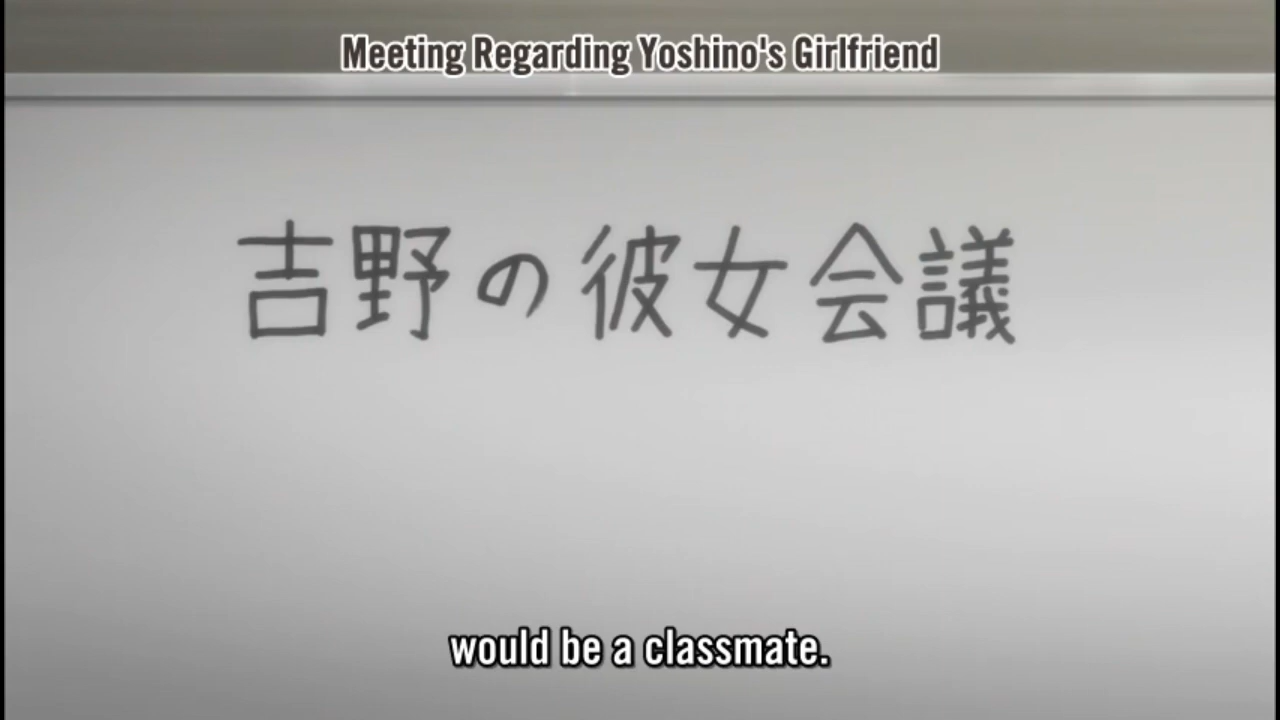 Meeting Regarding Yoshino's Girlfriend
吉野の彼女会議
would be a classmate.